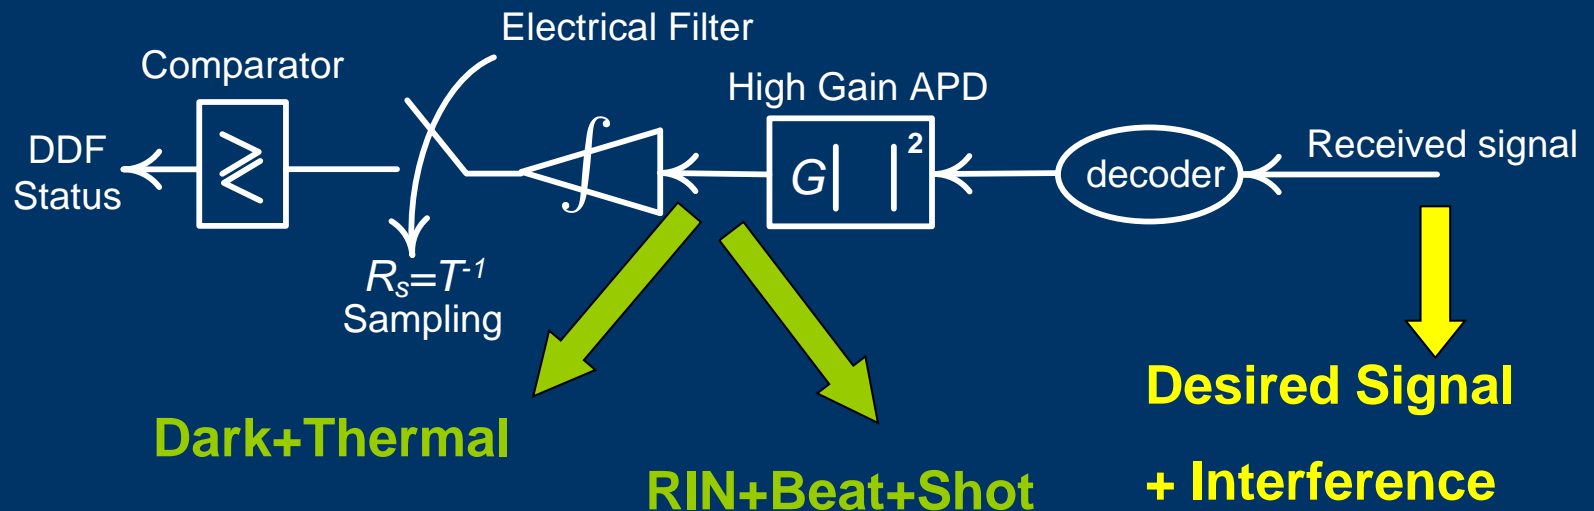 Electrical Filter
Comparator
High Gain APD
DDF
Status
≷
∫
G| |²
decoder
Received signal
Rₛ=T⁻¹
Sampling
Desired Signal
+ Interference
Dark+Thermal
RIN+Beat+Shot